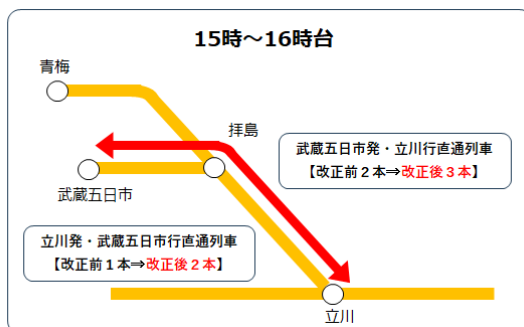 15時～16時台
青梅
拝島
武蔵五日市発・立川行直通列車
【改正前２本⇒改正後３本】
武蔵五日市
立川発・武蔵五日市行直通列車
【改正前１本⇒改正後２本】
立川